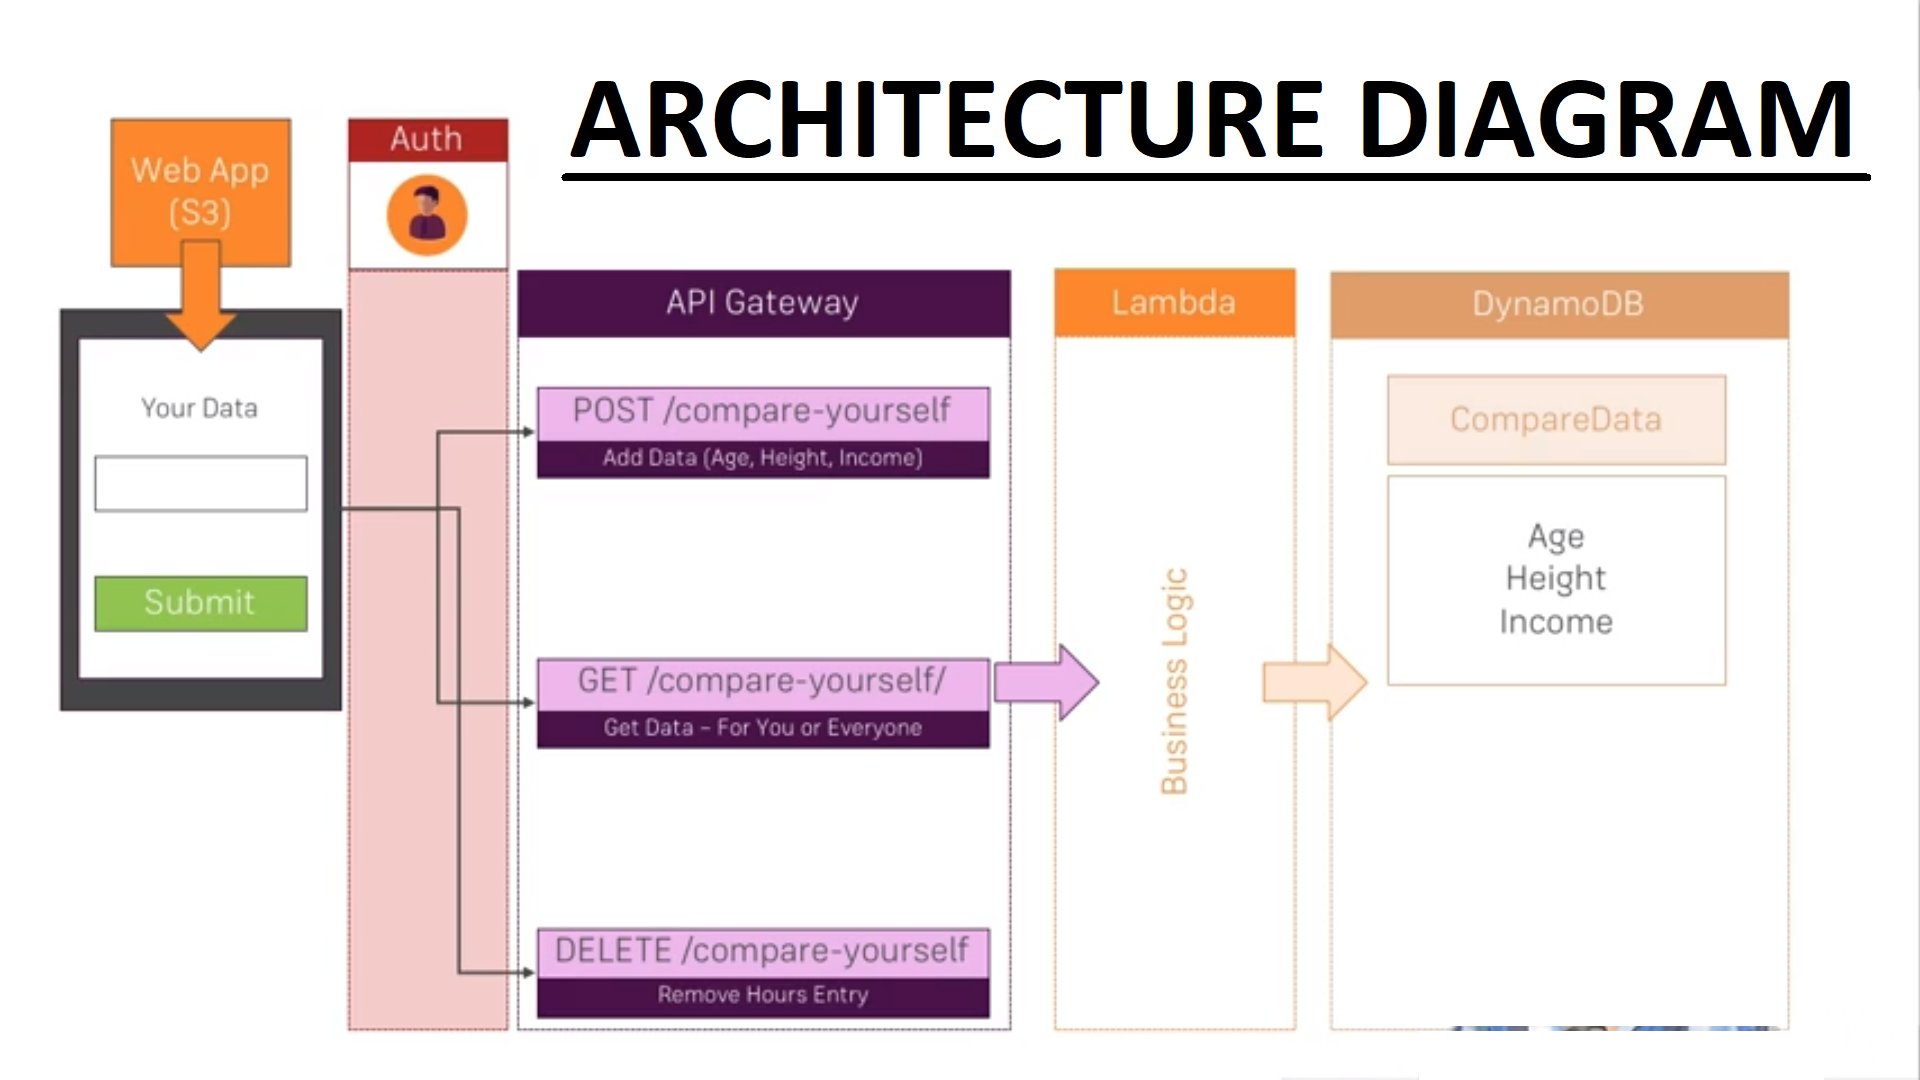 ARCHITECTURE DIAGRAM
Web App
(S3)
Your Data
Submit
Auth
API Gateway
POST /compare-yourself
Add Data (Age, Height, Income)
GET /compare-yourself/
Get Data – For You or Everyone
DELETE /compare-yourself
Remove Hours Entry
Lambda
Business Logic
DynamoDB
CompareData
Age
Height
Income